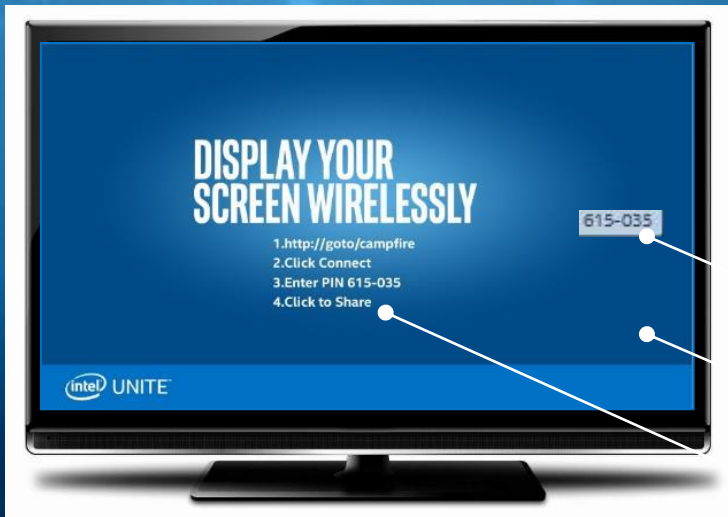 DISPLAY YOUR
SCREEN WIRELESSLY
615-035
1.http://goto/campfire
2.Click Connect
3.Enter PIN 615-035
4.Click to Share
intel UNITE™